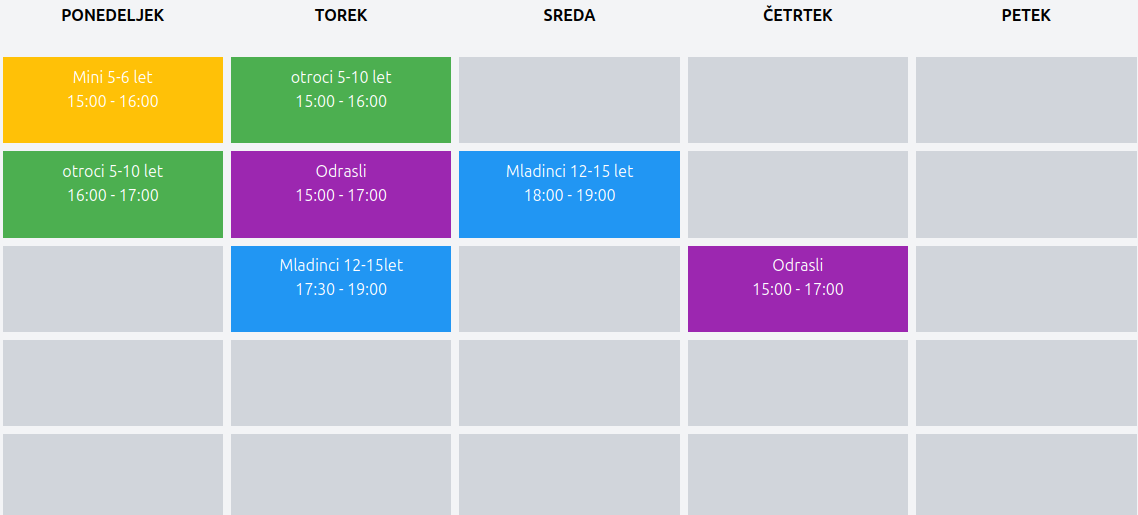 PONEDELJEK TOREK SREDA ČETRTEK PETEK
Mini 5-6 let otroci 5-10 let
15:00 - 16:00 15:00 - 16:00
otroci 5-10 let Odrasli Mladinci 12-15 let
16:00 - 17:00 15:00 - 17:00 18:00 - 19:00
Mladinci 12-15let Odrasli
17:30 - 19:00 15:00 - 17:00